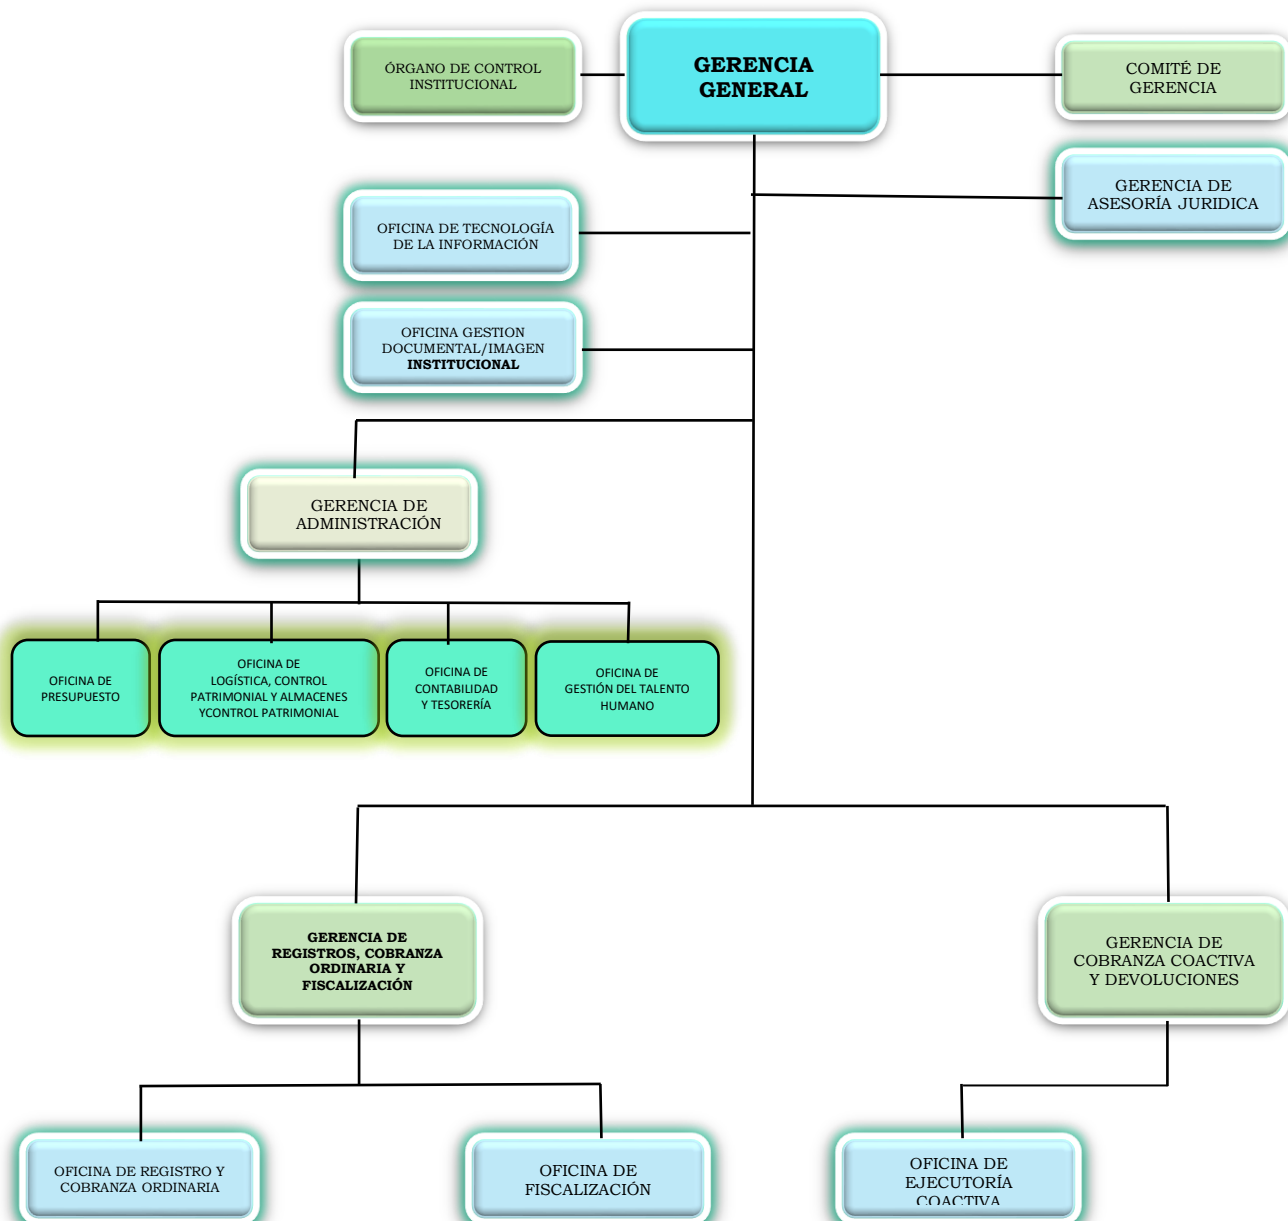 ÓRGANO DE CONTROL
INSTITUCIONAL
GERENCIA
GENERAL
COMITÉ DE
GERENCIA
GERENCIA DE
ASESORÍA JURIDICA
OFICINA DE TECNOLOGÍA
DE LA INFORMACIÓN
OFICINA GESTION
DOCUMENTAL/IMAGEN
INSTITUCIONAL
GERENCIA DE
ADMINISTRACIÓN
OFICINA DE
PRESUPUESTO
OFICINA DE
LOGÍSTICA, CONTROL
PATRIMONIAL Y ALMACENES
YCONTROL PATRIMONIAL
OFICINA DE
CONTABILIDAD
Y TESORERÍA
OFICINA DE
GESTIÓN DEL TALENTO
HUMANO
GERENCIA DE
REGISTROS, COBRANZA
ORDINARIA Y
FISCALIZACIÓN
GERENCIA DE
COBRANZA COACTIVA
Y DEVOLUCIONES
OFICINA DE REGISTRO Y
COBRANZA ORDINARIA
OFICINA DE
FISCALIZACIÓN
OFICINA DE
EJECUTORÍA
COACTIVA